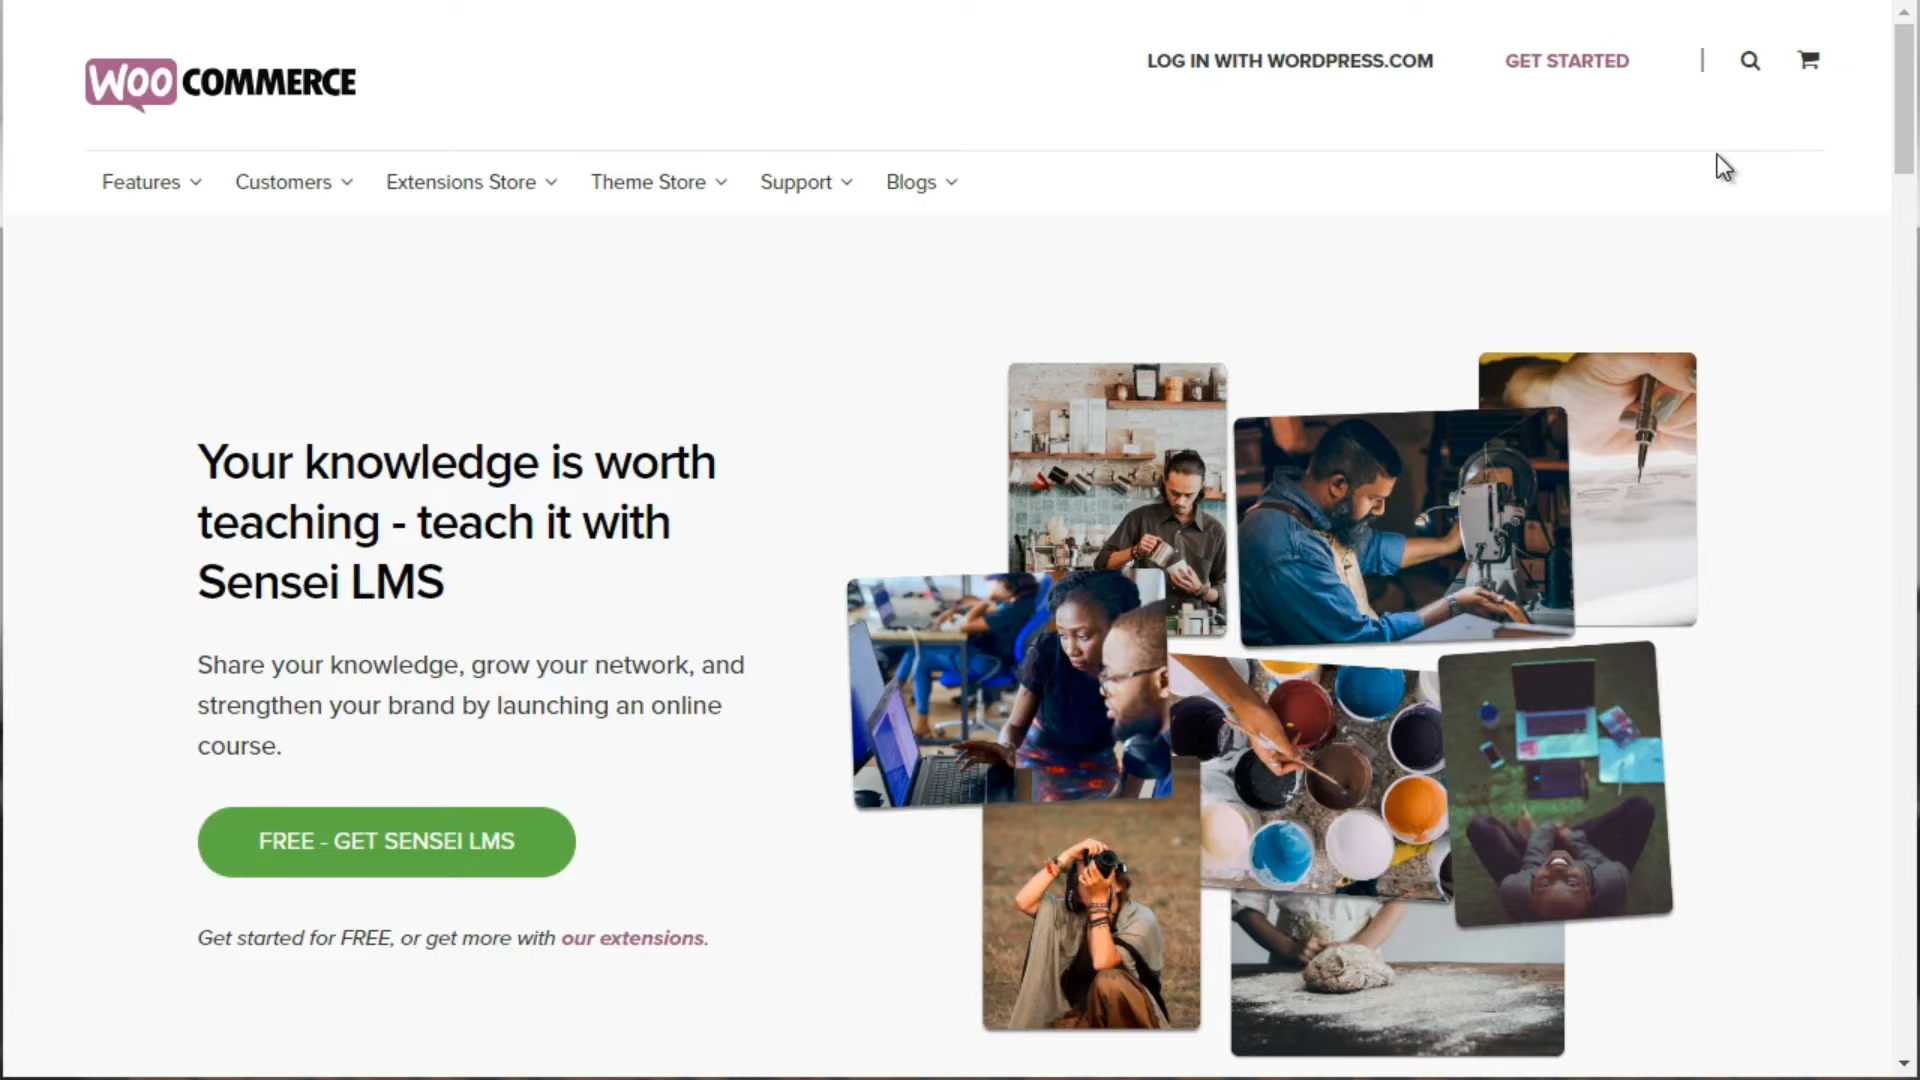 WOO COMMERCE
LOG IN WITH WORDPRESS.COM
GET STARTED
Features
Customers
Extensions Store
Theme Store
Support
Blogs
Your knowledge is worth
teaching - teach it with
Sensei LMS
Share your knowledge, grow your network, and
strengthen your brand by launching an online
course.
FREE - GET SENSEI LMS
Get started for FREE, or get more with our extensions.